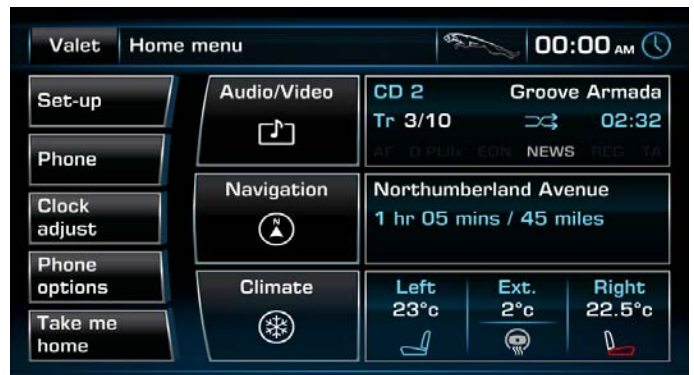 Valet
Home menu
00:00 AM
Set-up
Phone
Clock
adjust
Phone
options
Take me
home
Audio/Video
Navigation
N
Climate
CD 2
Groove Armada
Tr 3/10
02:32
AF
EON
NEWS
REG
TA
Northumberland Avenue
1 hr 05 mins / 45 miles
Left
23°c
Ext.
2°c
Right
22.5°c